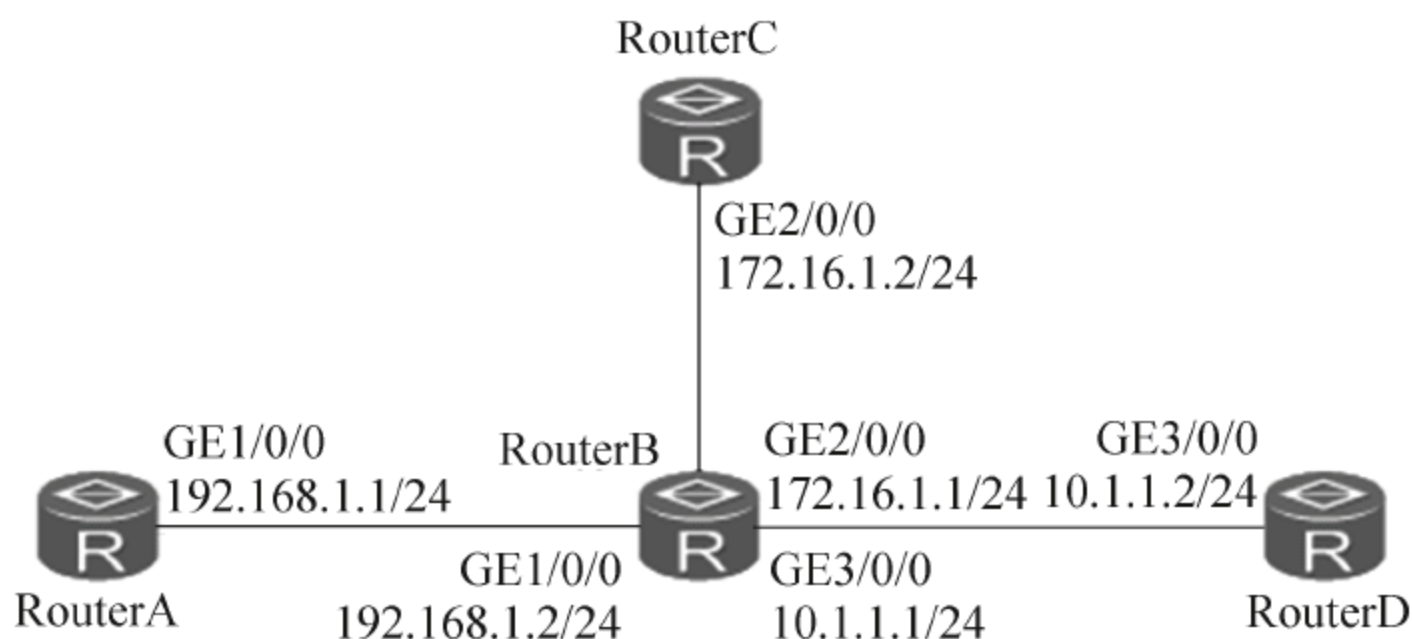 RouterC
R
GE2/0/0
172.16.1.2/24
GE1/0/0
192.168.1.1/24
RouterB
GE2/0/0
172.16.1.1/24
GE3/0/0
10.1.1.2/24
R
R
R
RouterA
GE1/0/0
192.168.1.2/24
GE3/0/0
10.1.1.1/24
RouterD